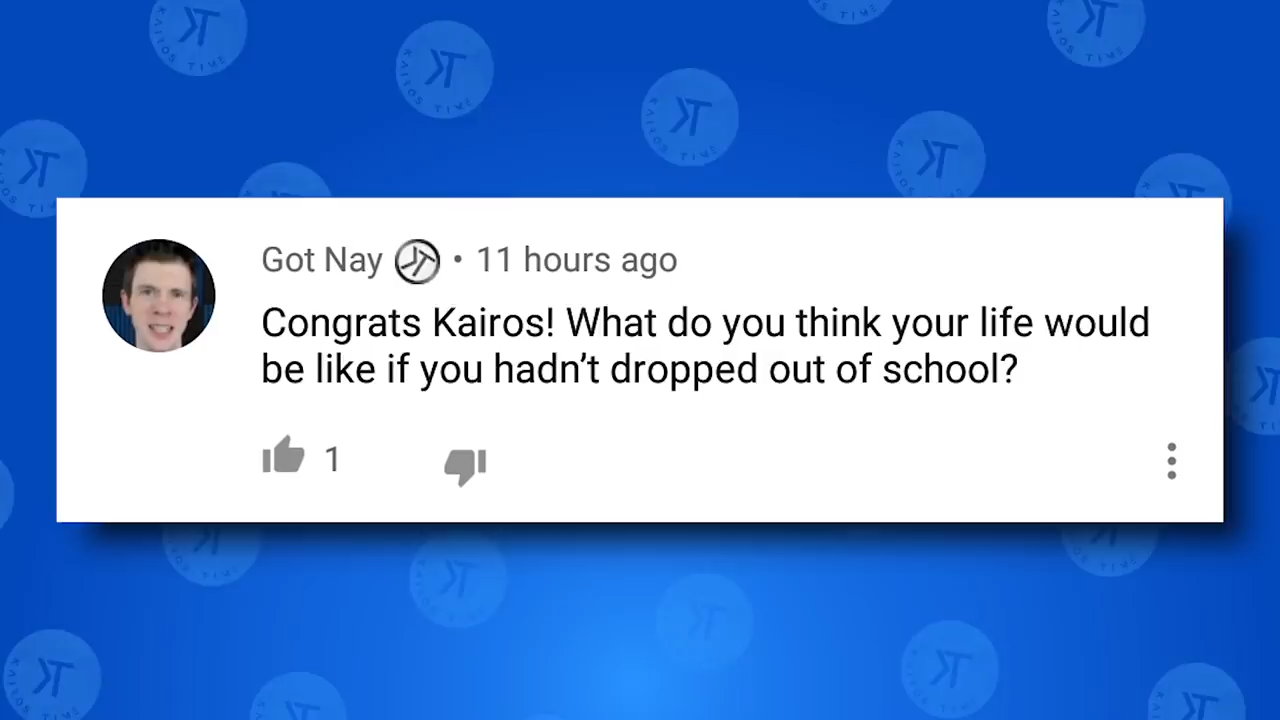 KT
KAIROS TIME
Got Nay • 11 hours ago
Congrats Kairos! What do you think your life would
be like if you hadn’t dropped out of school?
1